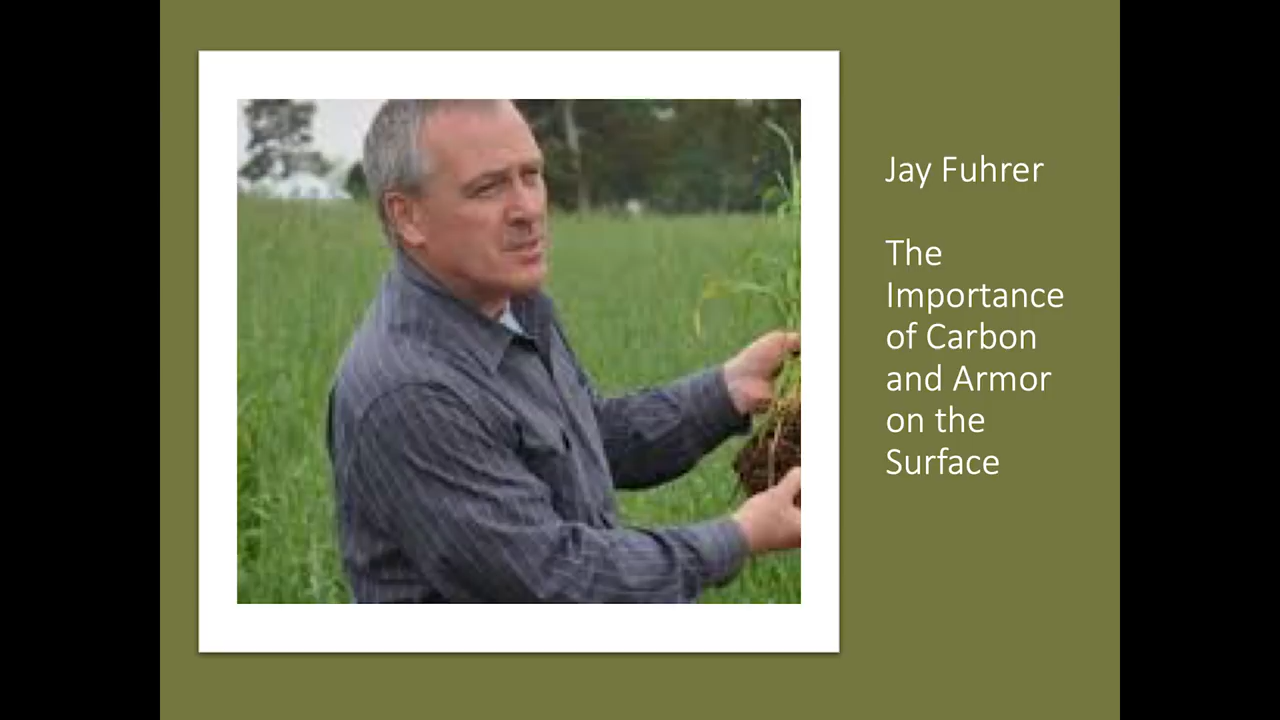 Jay Fuhrer
The
Importance
of Carbon
and Armor
on the
Surface